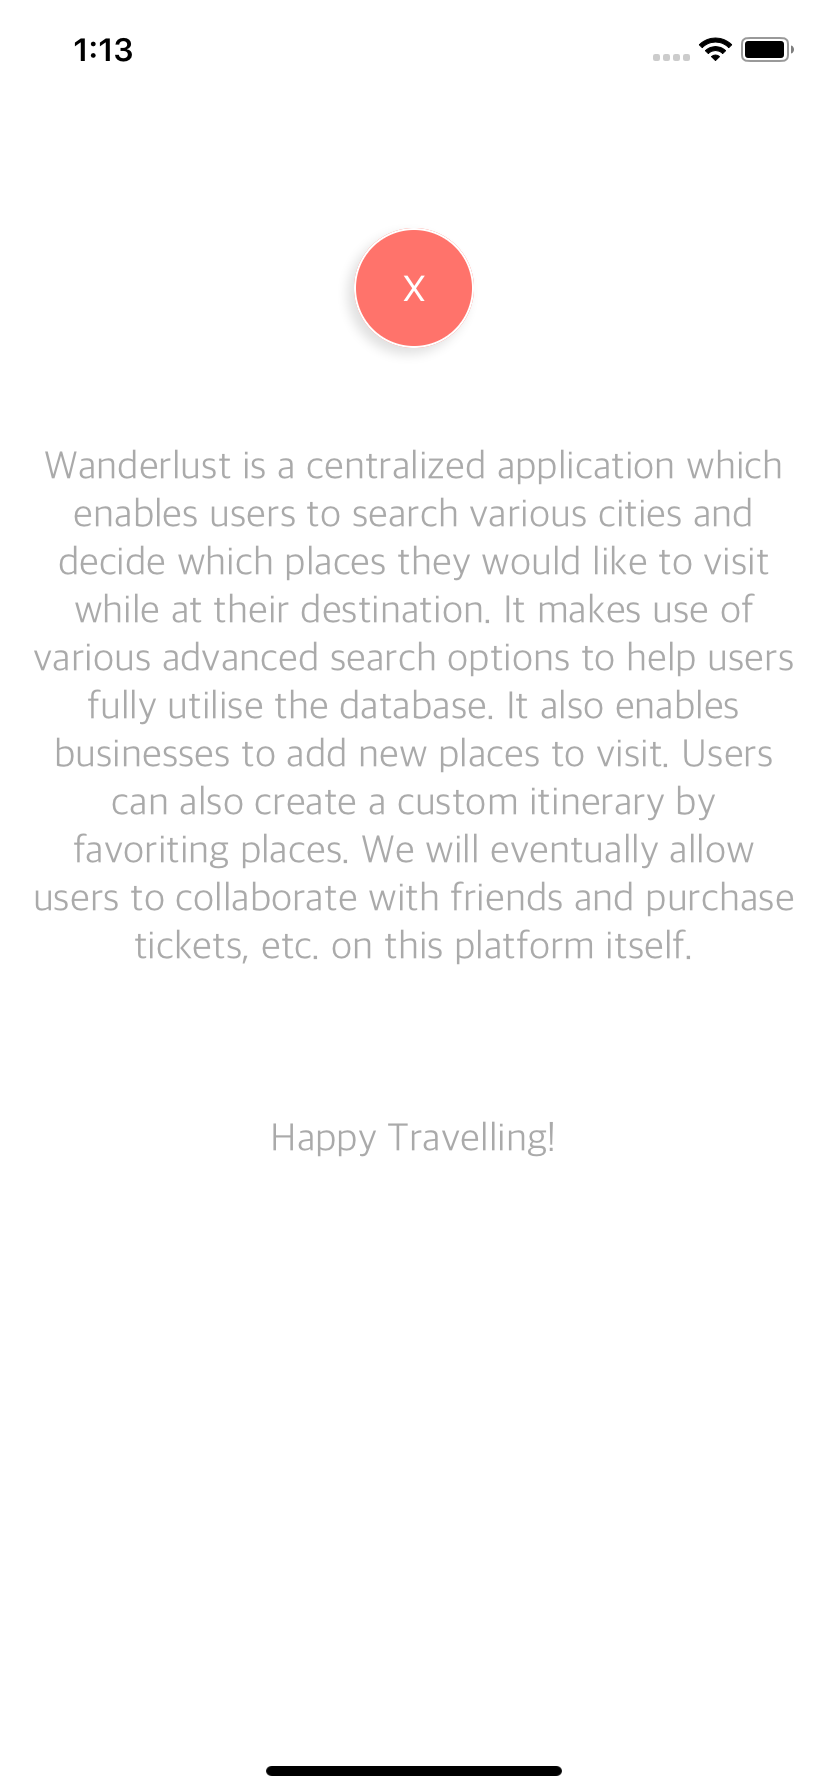 1:13
X
Wanderlust is a centralized application which
enables users to search various cities and
decide which places they would like to visit
while at their destination. It makes use of
various advanced search options to help users
fully utilise the database. It also enables
businesses to add new places to visit. Users
can also create a custom itinerary by
favoriting places. We will eventually allow
users to collaborate with friends and purchase
tickets, etc. on this platform itself.
Happy Travelling!